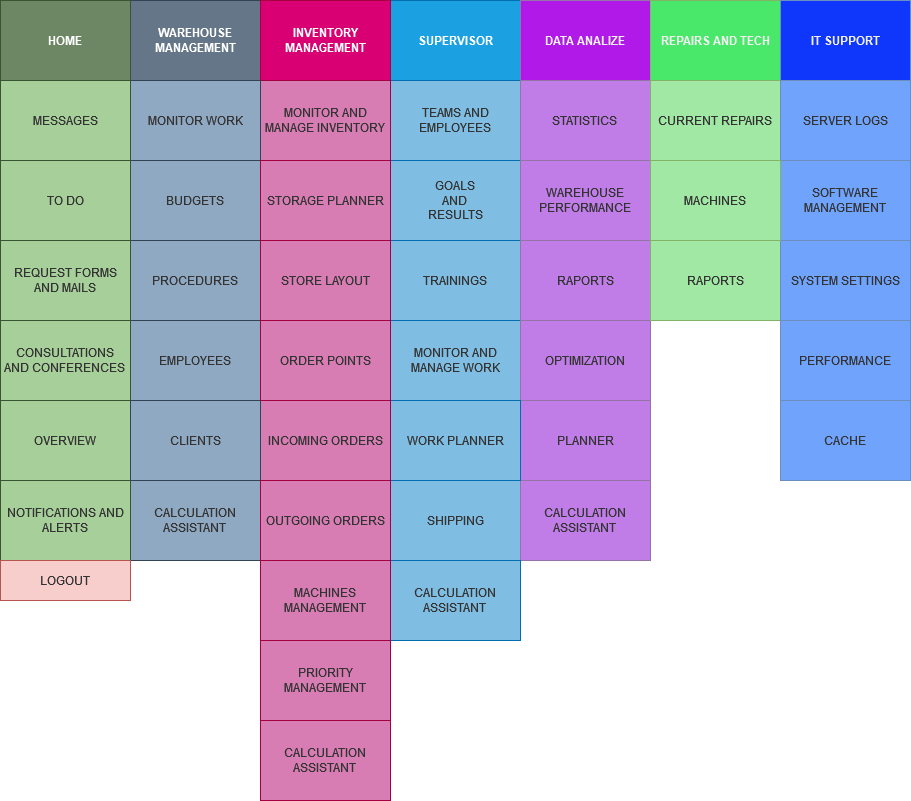 HOME
WAREHOUSE
MANAGEMENT
INVENTORY
MANAGEMENT
SUPERVISOR
DATA ANALIZE
REPAIRS AND TECH
IT SUPPORT
MESSAGES
MONITOR WORK
MONITOR AND
MANAGE INVENTORY
TEAMS AND
EMPLOYEES
STATISTICS
CURRENT REPAIRS
SERVER LOGS
TO DO
BUDGETS
STORAGE PLANNER
GOALS
AND
RESULTS
WAREHOUSE
PERFORMANCE
MACHINES
SOFTWARE
MANAGEMENT
REQUEST FORMS
AND MAILS
PROCEDURES
STORE LAYOUT
TRAININGS
RAPORTS
RAPORTS
SYSTEM SETTINGS
CONSULTATIONS
AND CONFERENCES
EMPLOYEES
ORDER POINTS
MONITOR AND
MANAGE WORK
OPTIMIZATION
PERFORMANCE
OVERVIEW
CLIENTS
INCOMING ORDERS
WORK PLANNER
PLANNER
CACHE
NOTIFICATIONS AND
ALERTS
CALCULATION
ASSISTANT
OUTGOING ORDERS
SHIPPING
CALCULATION
ASSISTANT
LOGOUT
MACHINES
MANAGEMENT
CALCULATION
ASSISTANT
PRIORITY
MANAGEMENT
CALCULATION
ASSISTANT